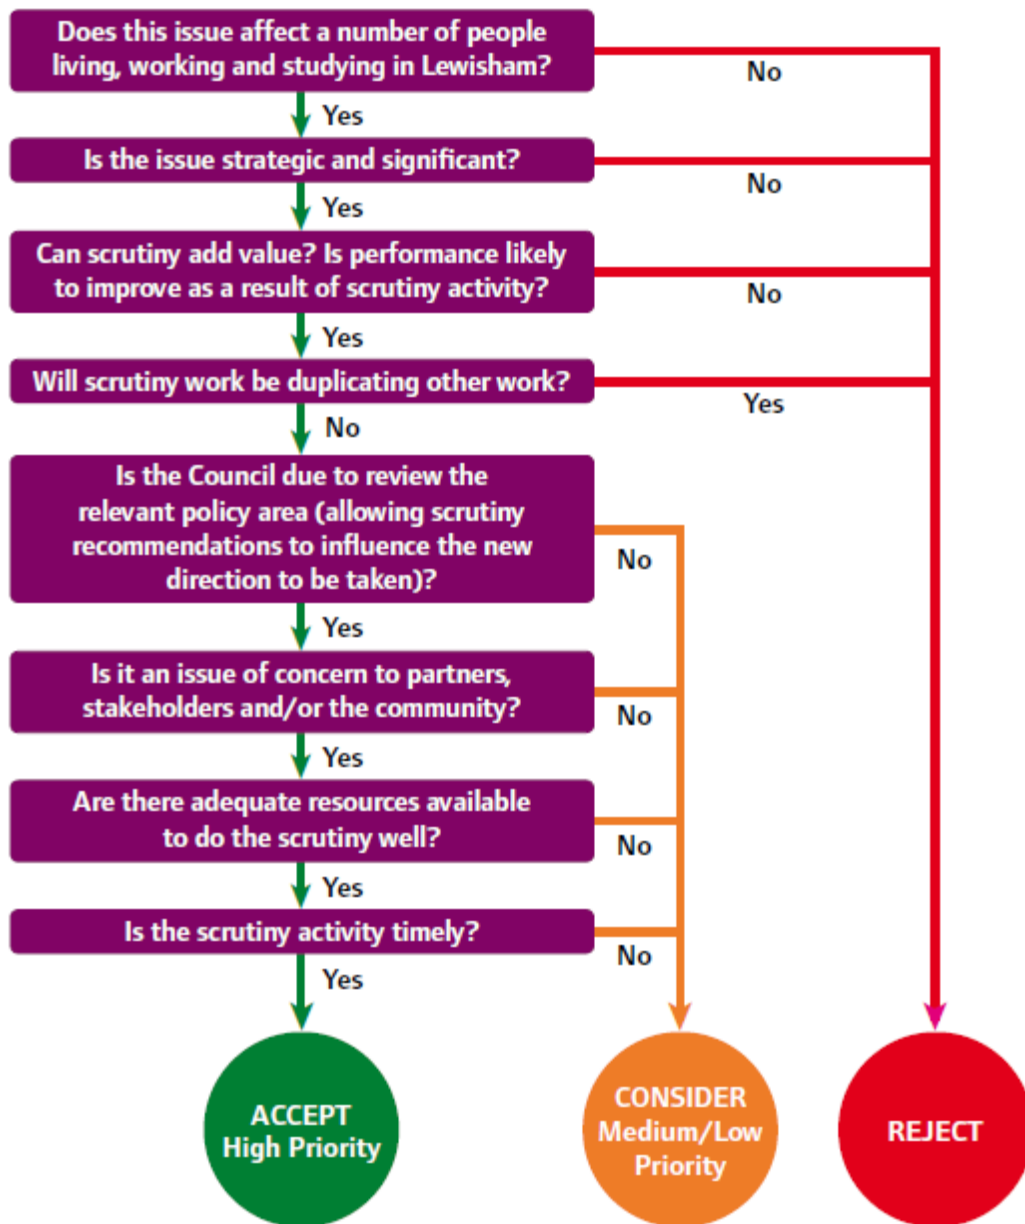 Does this issue affect a number of people
living, working and studying in Lewisham?
No
Yes
Is the issue strategic and significant?
No
Yes
Can scrutiny add value? Is performance likely
to improve as a result of scrutiny activity?
No
Yes
Will scrutiny work be duplicating other work?
Yes
No
Is the Council due to review the
relevant policy area (allowing scrutiny
recommendations to influence the new
direction to be taken)?
No
Yes
Is it an issue of concern to partners,
stakeholders and/or the community?
No
Yes
Are there adequate resources available
to do the scrutiny well?
No
Yes
Is the scrutiny activity timely?
No
Yes
ACCEPT
High Priority
CONSIDER
Medium/Low
Priority
REJECT